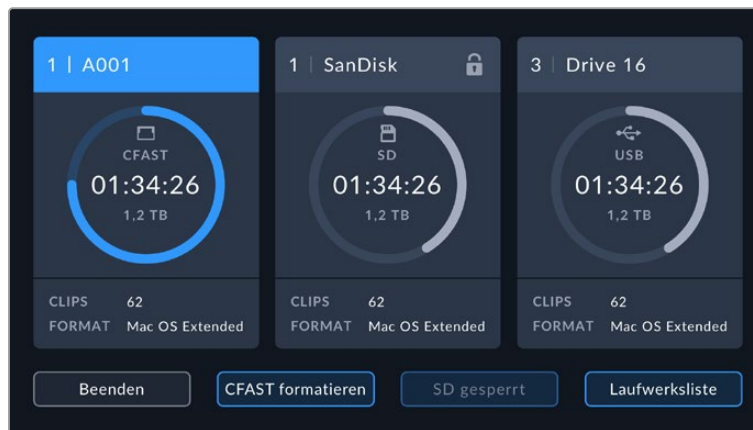 1 | A001
CFAST
01:34:26
1,2 TB
CLIPS 62
FORMAT Mac OS Extended
1 | SanDisk
SD
01:34:26
1,2 TB
CLIPS 62
FORMAT Mac OS Extended
3 | Drive 16
USB
01:34:26
1,2 TB
CLIPS 62
FORMAT Mac OS Extended
Beenden
CFAST formatieren
SD gesperrt
Laufwerksliste